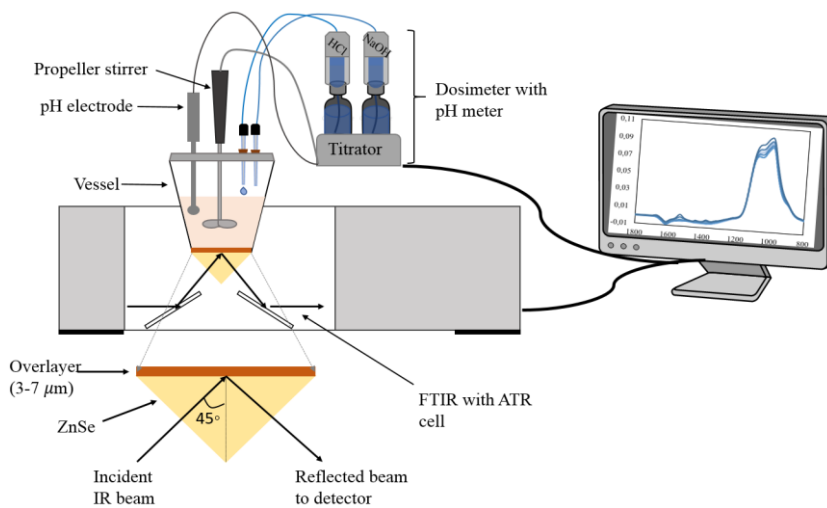 HCl
NaOH
Propeller stirrer
pH electrode
Dosimeter with
pH meter
Titrator
Vessel
0,11
0,09
0,07
0,05
0,03
0,01
-0,01
1800
1600
1400
1200
1000
800
Overlayer
(3-7 𝜇m)
ZnSe
45°
FTIR with ATR
cell
Incident
IR beam
Reflected beam
to detector